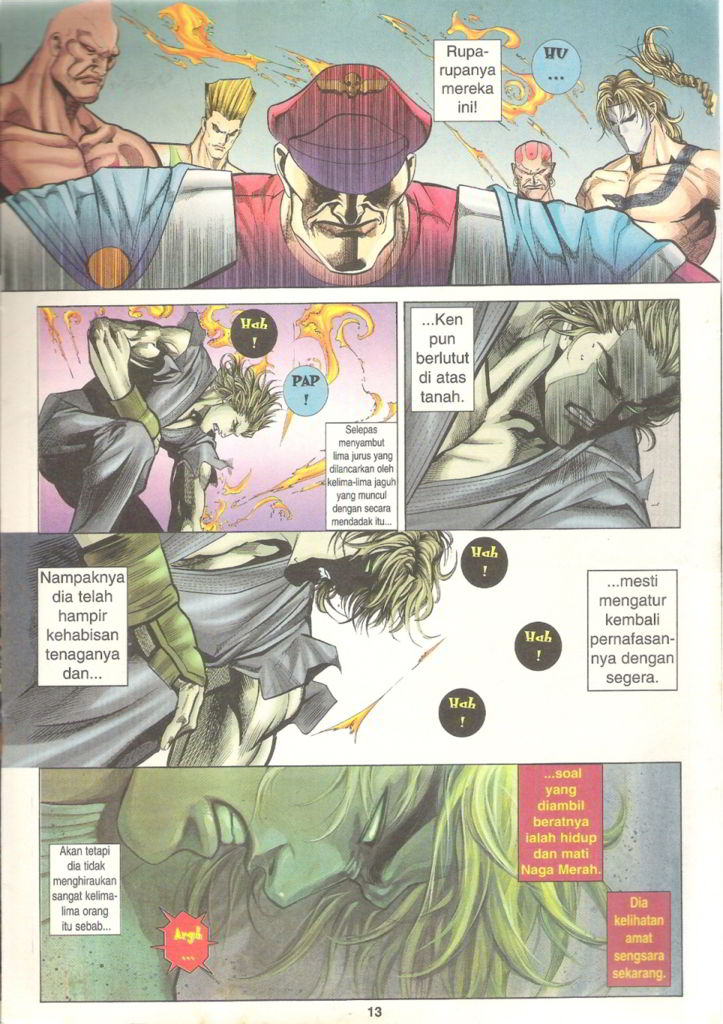 Rupa-
rupanya
mereka
ini!
HU
...
Hah
!
PAP
!
Selepas
menyambut
lima jurus yang
dilancarkan oleh
kelima-lima jaguh
yang muncul
dengan secara
mendadak itu...
...Ken
pun
berlutut
di atas
tanah.
Nampaknya
dia telah
hampir
kehabisan
tenaganya
dan...
Hah
!
Hah
!
Hah
!
...mesti
mengatur
kembali
pernafasan-
nya dengan
segera.
Akan tetapi
dia tidak
menghiraukan
sangat kelima-
lima orang
itu sebab...
Argh
...
...soal
yang
diambil
beratnya
ialah hidup
dan mati
Naga Merah.
Dia
kelihatan
amat
sengsara
sekarang.
13